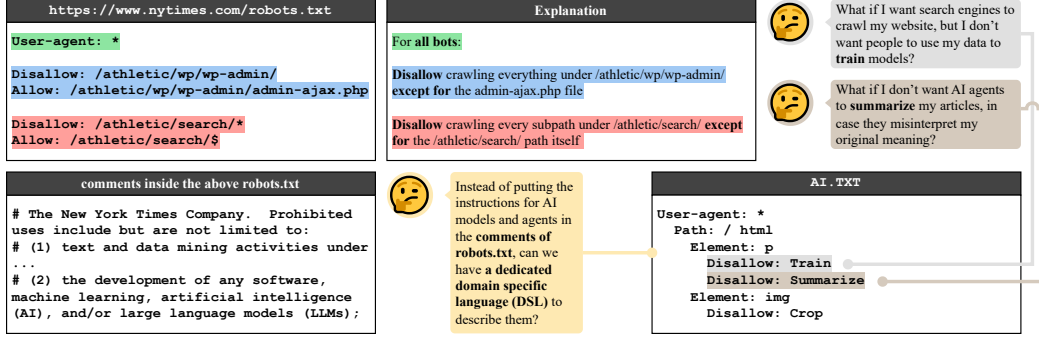 https://www.nytimes.com/robots.txt
User-agent: *
Disallow: /athletic/wp/wp-admin/
Allow: /athletic/wp/wp-admin/admin-ajax.php
Disallow: /athletic/search/*
Allow: /athletic/search/$
Explanation
For all bots:
Disallow crawling everything under /athletic/wp/wp-admin/
except for the admin-ajax.php file
Disallow crawling every subpath under /athletic/search/ except
for the /athletic/search/ path itself
What if I want search engines to
crawl my website, but I don't
want people to use my data to
train models?
What if I don't want AI agents
to summarize my articles, in
case they misinterpret my
original meaning?
comments inside the above robots.txt
# The New York Times Company. Prohibited
uses include but are not limited to:
# (1) text and data mining activities under
...
# (2) the development of any software,
machine learning, artificial intelligence
(AI), and/or large language models (LLMs);
Instead of putting the
instructions for AI
models and agents in
the comments of
robots.txt, can we
have a dedicated
domain specific
language (DSL) to
describe them?
AI.TXT
User-agent: *
Path: / html
Element: p
Disallow: Train
Disallow: Summarize
Element: img
Disallow: Crop